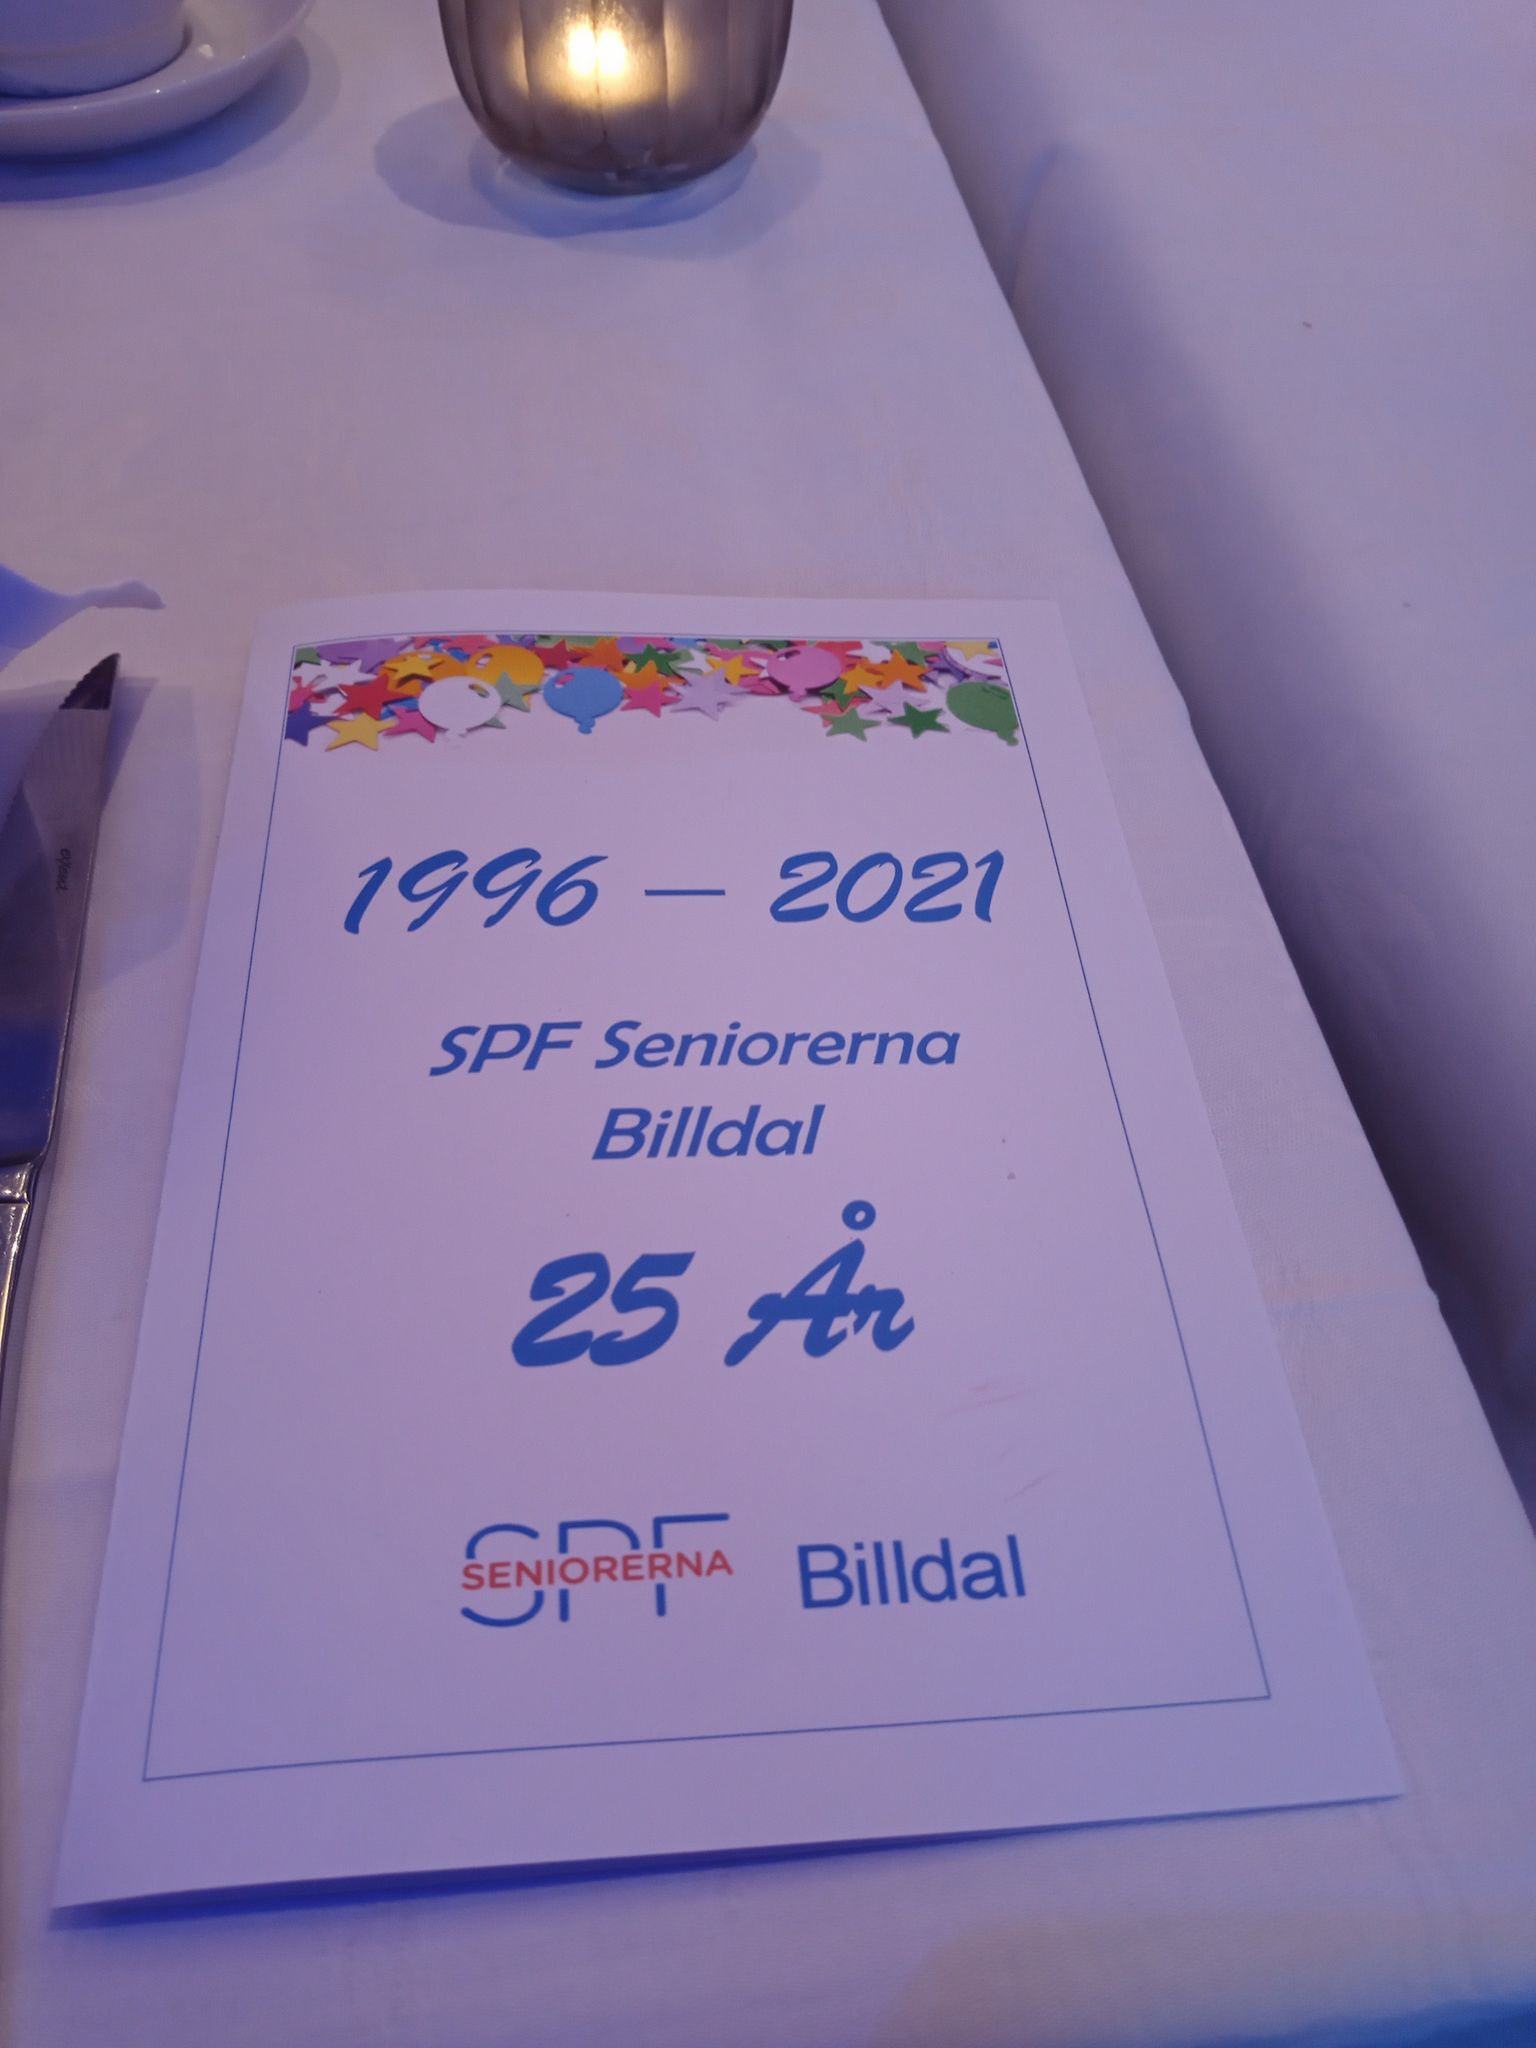 1996 – 2021
SPF Seniorerna
Billdal
25 År
SPF
SENIORERNA
Billdal